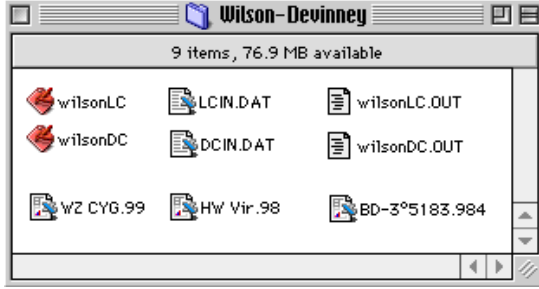 Wilson-Devinney
9 items, 76.9 MB available
wilsonLC LCIN.DAT wilsonLC.OUT
wilsonDC DCIN.DAT wilsonDC.OUT
WZ CYG.99 HW Vir.98 BD-3°5183.984